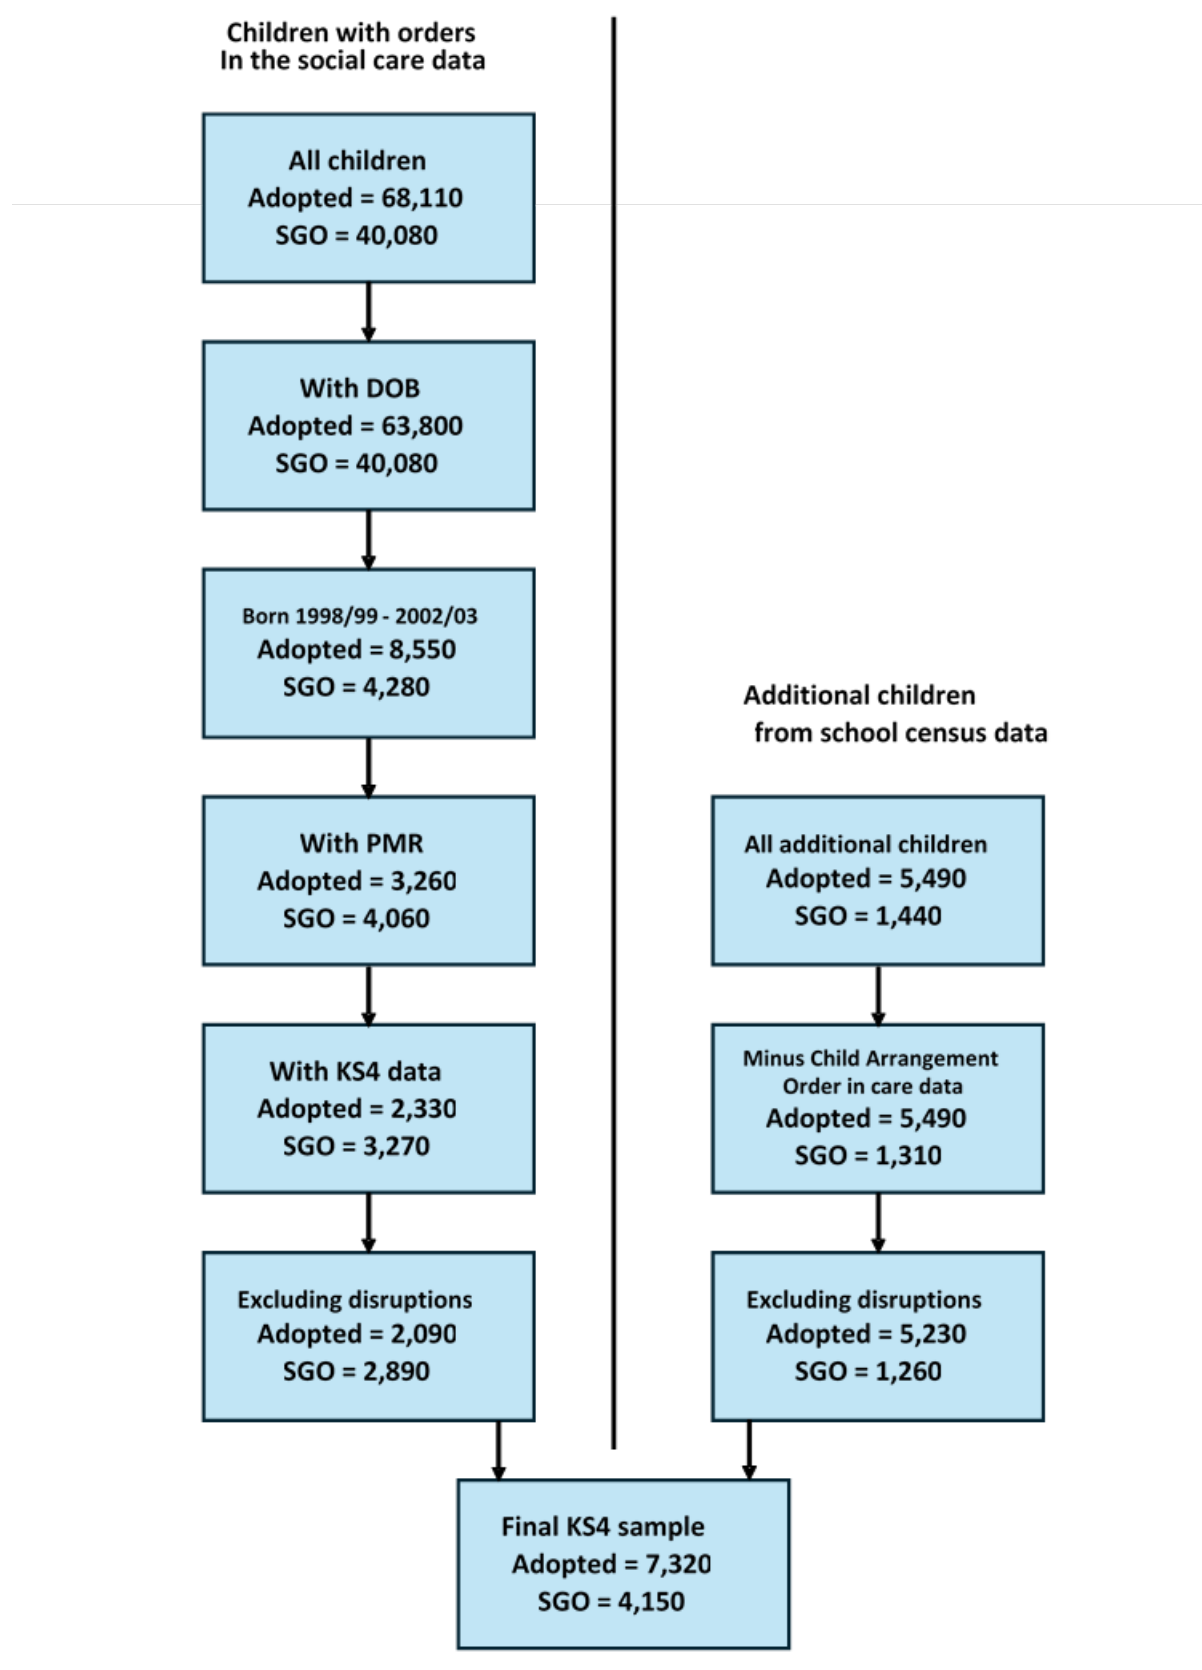 Children with orders
In the social care data
All children
Adopted = 68,110
SGO = 40,080
With DOB
Adopted = 63,800
SGO = 40,080
Born 1998/99 - 2002/03
Adopted = 8,550
SGO = 4,280
With PMR
Adopted = 3,260
SGO = 4,060
With KS4 data
Adopted = 2,330
SGO = 3,270
Excluding disruptions
Adopted = 2,090
SGO = 2,890
Additional children
from school census data
All additional children
Adopted = 5,490
SGO = 1,440
Minus Child Arrangement
Order in care data
Adopted = 5,490
SGO = 1,310
Excluding disruptions
Adopted = 5,230
SGO = 1,260
Final KS4 sample
Adopted = 7,320
SGO = 4,150